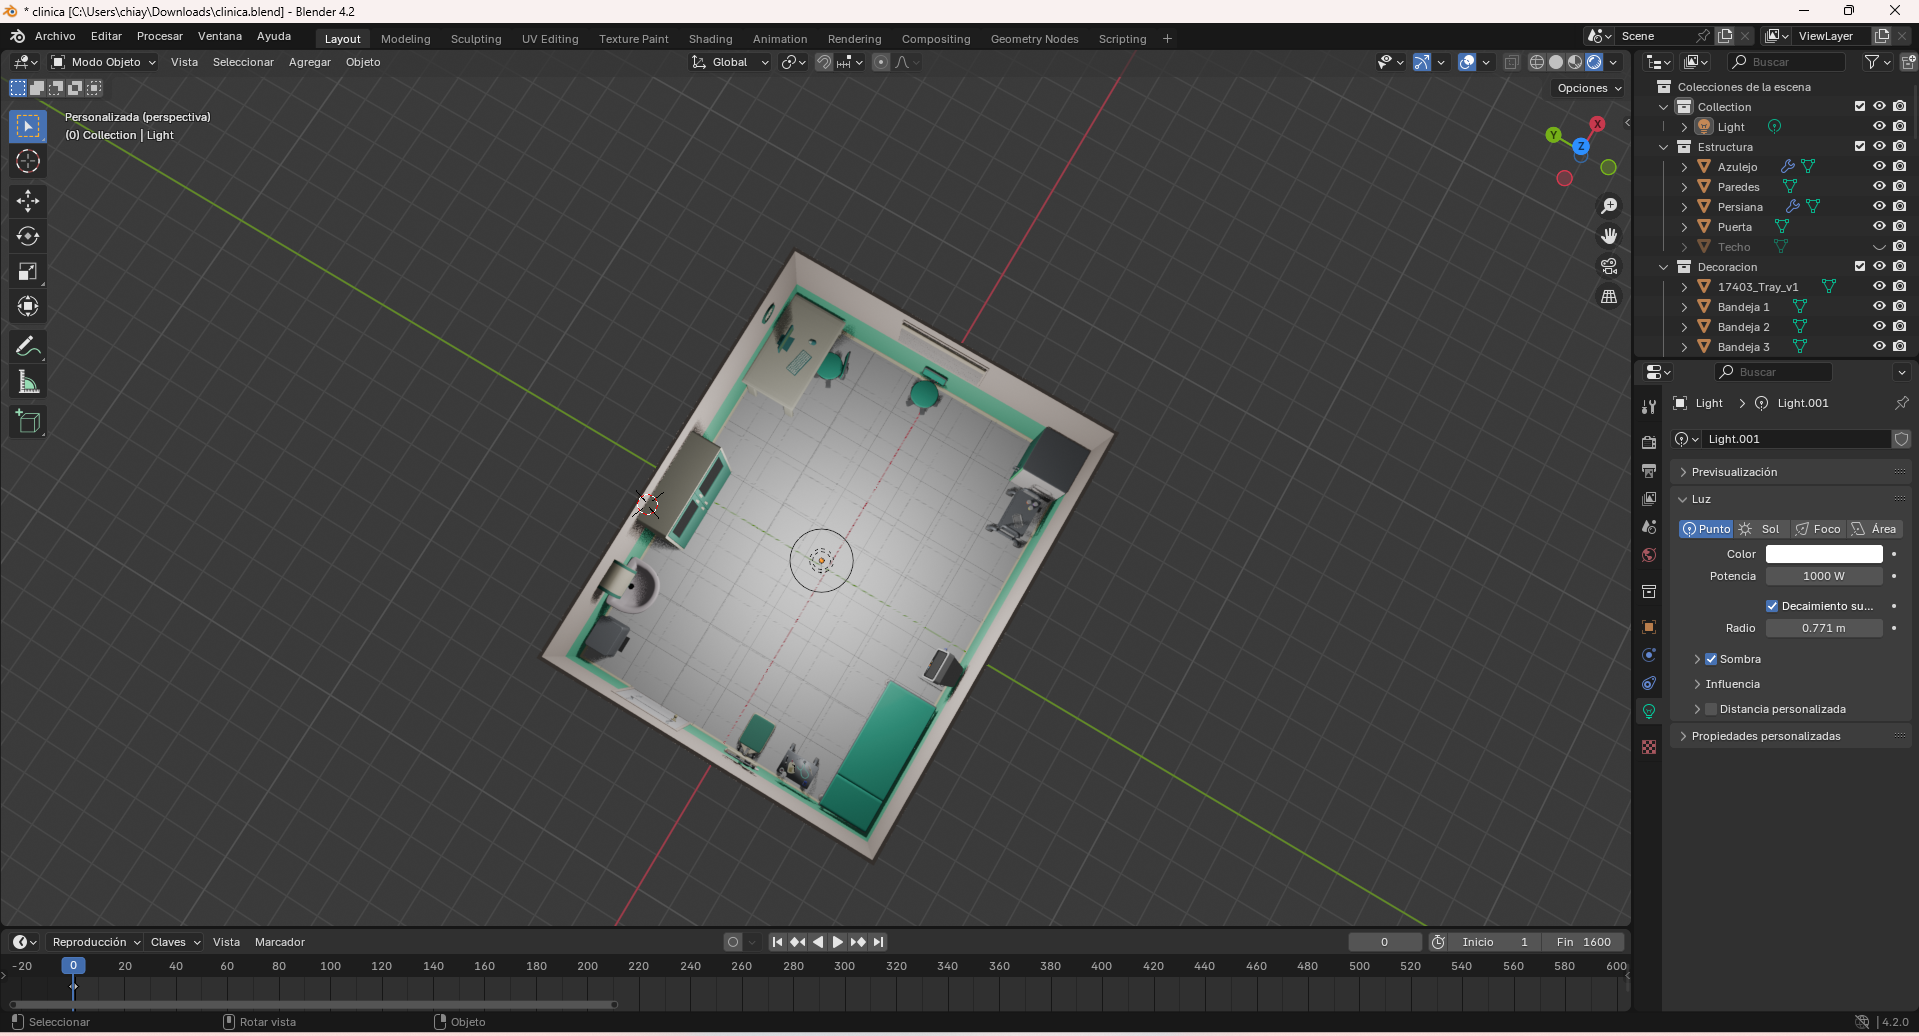 * clinica [C:\Users\chiay\Downloads\clinica.blend] - Blender 4.2
Archivo Editar Procesar Ventana Ayuda Layout Modeling Sculpting UV Editing Texture Paint Shading Animation Rendering Compositing Geometry Nodes Scripting + Scene ViewLayer
Modo Objeto Vista Seleccionar Agregar Objeto Global Buscar
Opciones
Personalizada (perspectiva)
(0) Collection | Light
X
Y
Z
Colecciones de la escena
Collection
Light
Estructura
Azulejo
Paredes
Persiana
Puerta
Techo
Decoracion
17403_Tray_v1
Bandeja 1
Bandeja 2
Bandeja 3
Buscar
Light > Light.001
Light.001
Previsualización
Luz
Punto Sol Foco Área
Color
Potencia 1000 W
Decaimiento su...
Radio 0.771 m
Sombra
Influencia
Distancia personalizada
Propiedades personalizadas
Reproducción Claves Vista Marcador 0 Inicio 1 Fin 1600
-20 0 20 40 60 80 100 120 140 160 180 200 220 240 260 280 300 320 340 360 380 400 420 440 460 480 500 520 540 560 580 600
Seleccionar Rotar vista Objeto 4.2.0